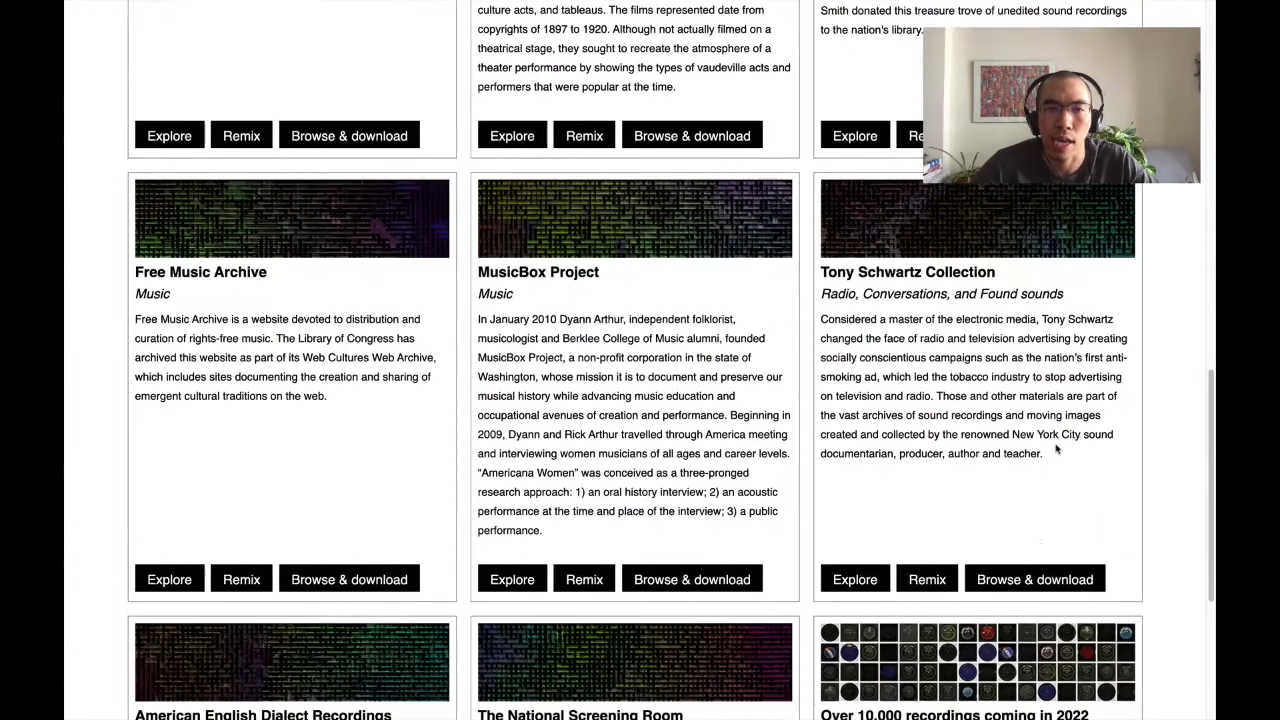 culture acts, and tableaus. The films represented date from
copyrights of 1897 to 1920. Although not actually filmed on a
theatrical stage, they sought to recreate the atmosphere of a
theater performance by showing the types of vaudeville acts and
performers that were popular at the time.
Smith donated this treasure trove of unedited sound recordings
to the nation's library.
Explore Remix Browse & download
Explore Remix Browse & download
Explore Re
Free Music Archive
Music
Free Music Archive is a website devoted to distribution and
curation of rights-free music. The Library of Congress has
archived this website as part of its Web Cultures Web Archive,
which includes sites documenting the creation and sharing of
emergent cultural traditions on the web.
Explore Remix Browse & download
MusicBox Project
Music
In January 2010 Dyann Arthur, independent folklorist,
musicologist and Berklee College of Music alumni, founded
MusicBox Project, a non-profit corporation in the state of
Washington, whose mission it is to document and preserve our
musical history while advancing music education and
occupational avenues of creation and performance. Beginning in
2009, Dyann and Rick Arthur travelled through America meeting
and interviewing women musicians of all ages and career levels.
"Americana Women" was conceived as a three-pronged
research approach: 1) an oral history interview; 2) an acoustic
performance at the time and place of the interview; 3) a public
performance.
Explore Remix Browse & download
Tony Schwartz Collection
Radio, Conversations, and Found sounds
Considered a master of the electronic media, Tony Schwartz
changed the face of radio and television advertising by creating
socially conscientious campaigns such as the nation's first anti-
smoking ad, which led the tobacco industry to stop advertising
on television and radio. Those and other materials are part of
the vast archives of sound recordings and moving images
created and collected by the renowned New York City sound
documentarian, producer, author and teacher.
Explore Remix Browse & download
American English Dialect Recordings
The National Screening Room
Over 10,000 recordings coming in 2022